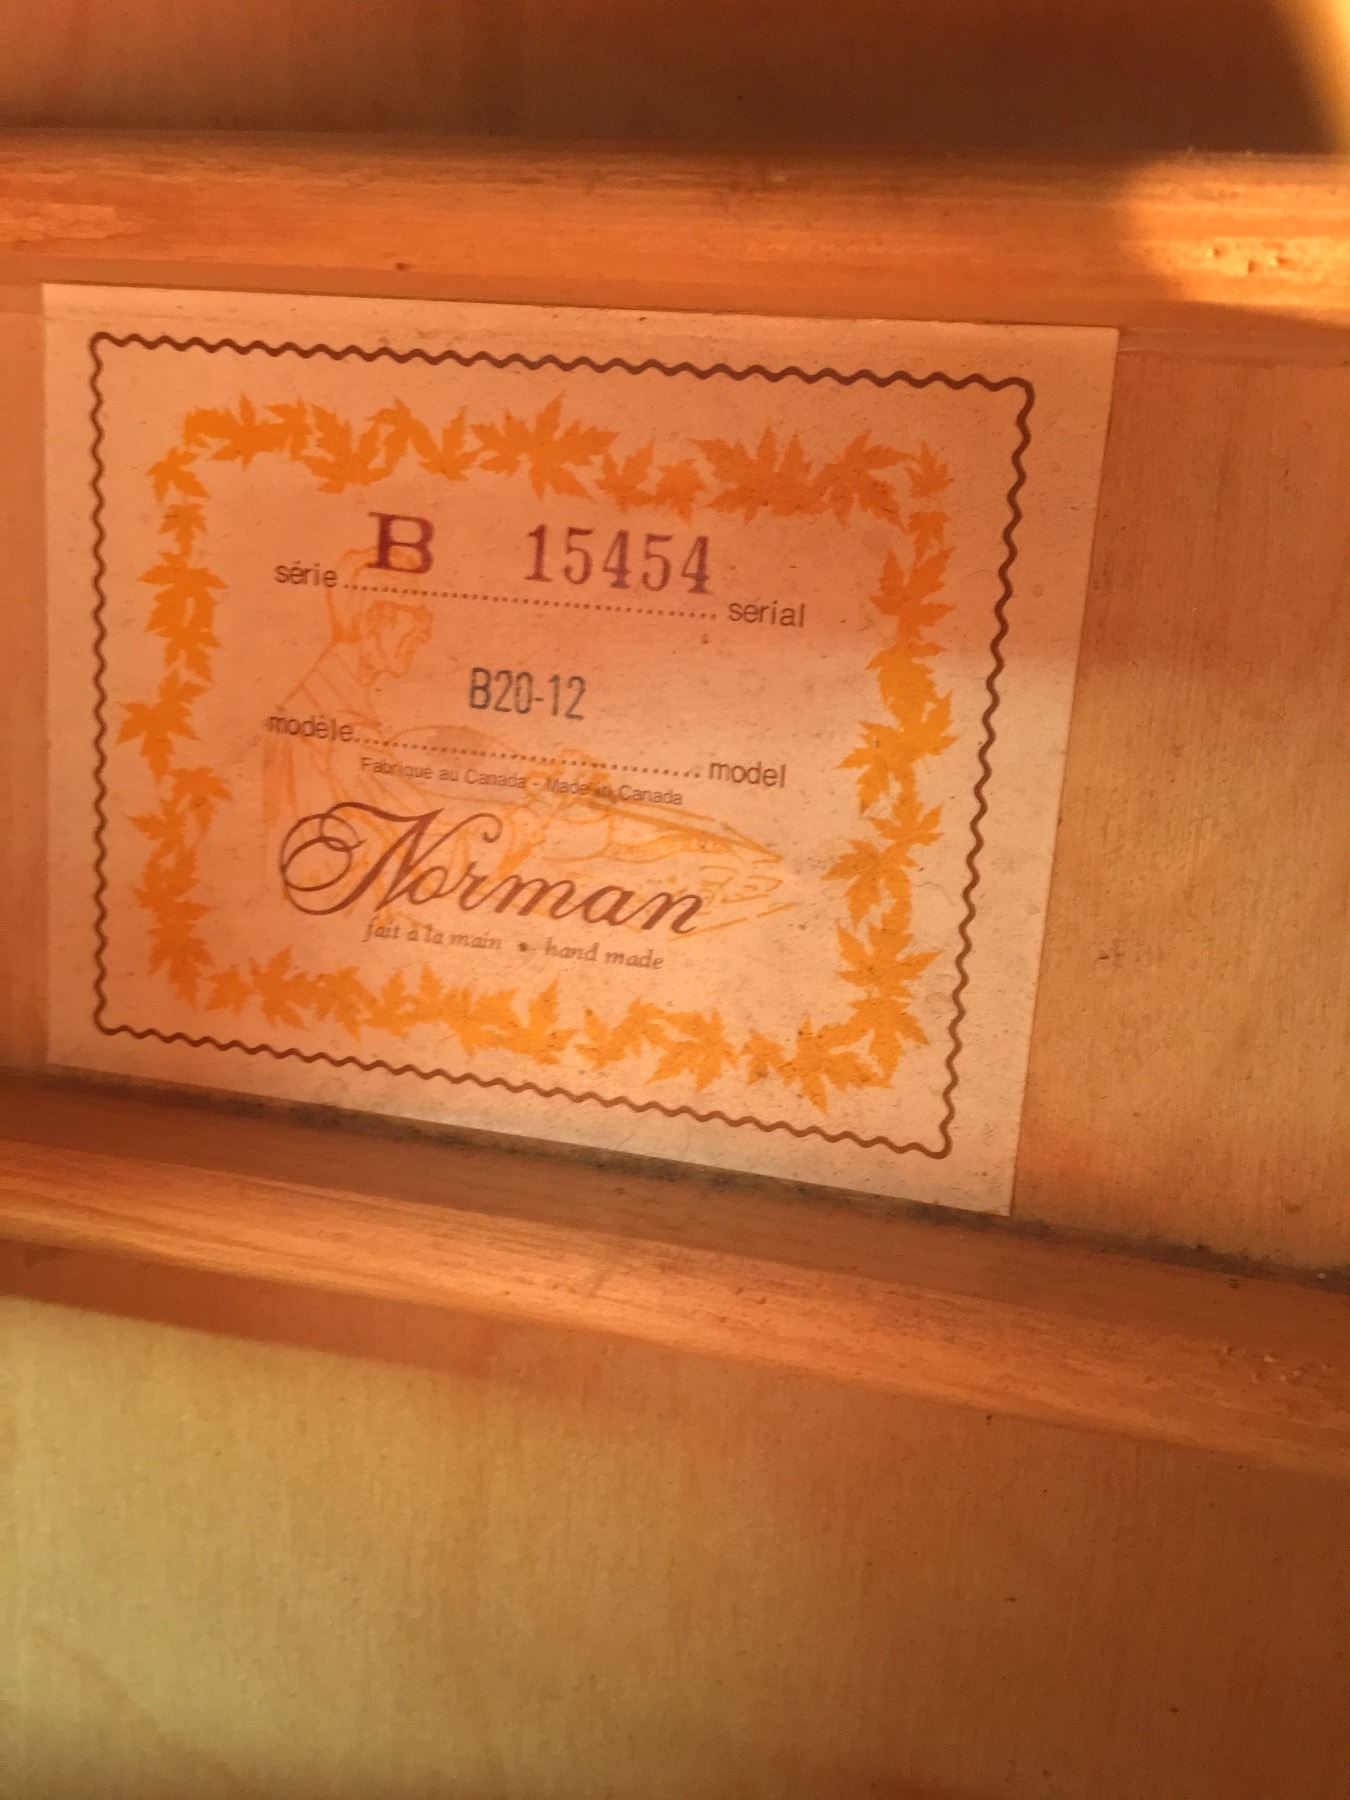 série B 15454 serial
modèle B20-12 model
Fabriqué au Canada - Made in Canada
Norman
fait à la main • hand made